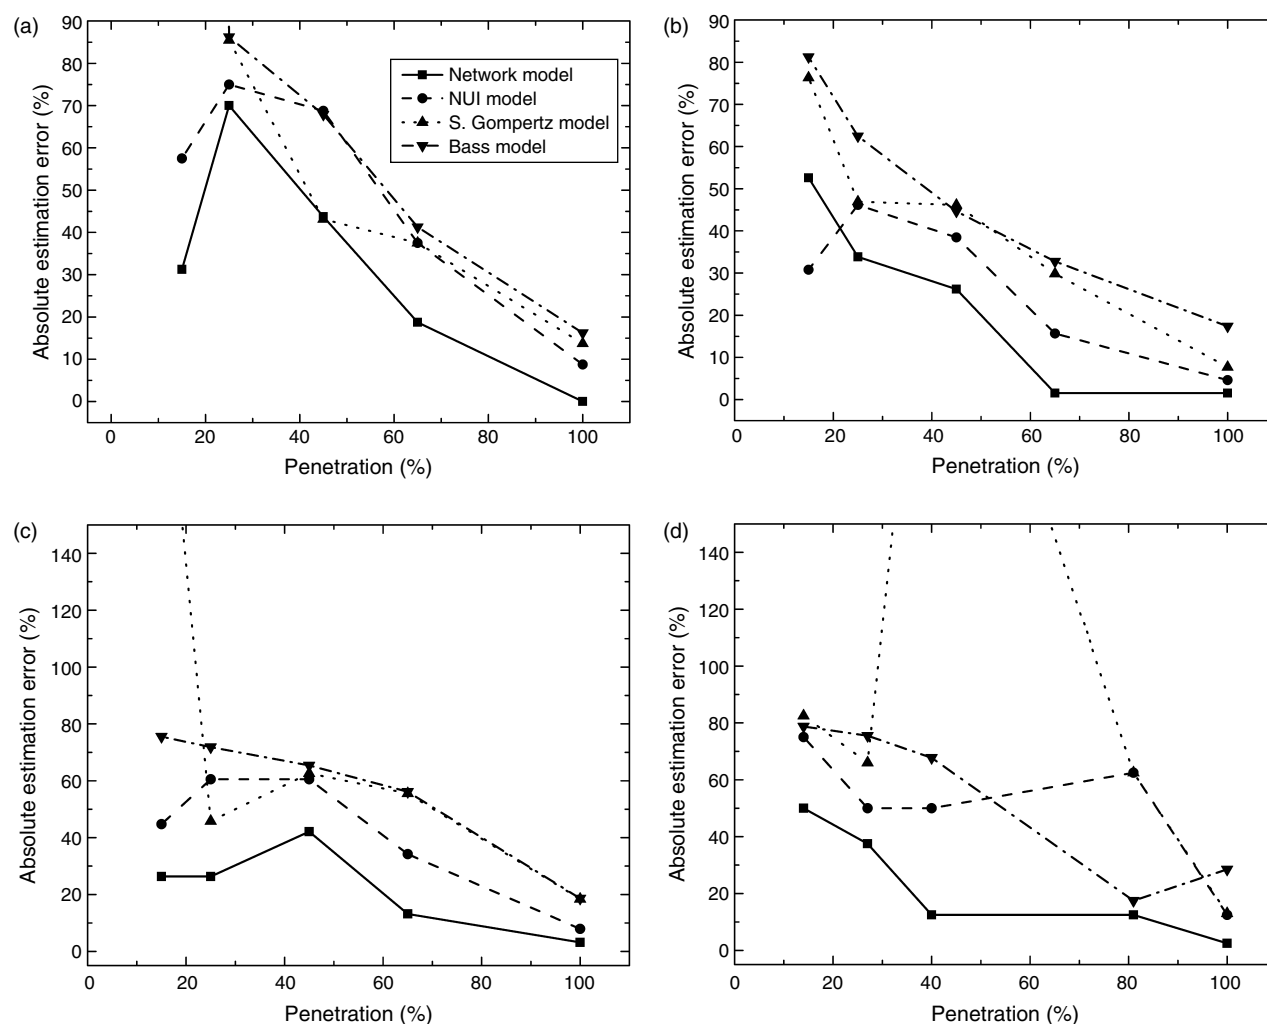 (a)
90
80
70
60
50
40
30
20
10
0
Absolute estimation error (%)
0 20 40 60 80 100
Penetration (%)
Network model
NUI model
S. Gompertz model
Bass model
(b)
90
80
70
60
50
40
30
20
10
0
Absolute estimation error (%)
0 20 40 60 80 100
Penetration (%)
(c)
140
120
100
80
60
40
20
0
Absolute estimation error (%)
0 20 40 60 80 100
Penetration (%)
(d)
140
120
100
80
60
40
20
0
Absolute estimation error (%)
0 20 40 60 80 100
Penetration (%)